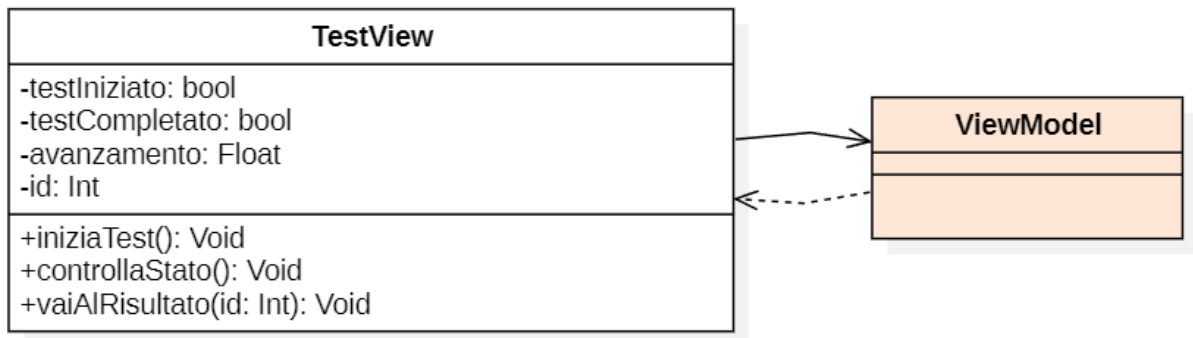 TestView
-testIniziato: bool
-testCompletato: bool
-avanzamento: Float
-id: Int
+iniziaTest(): Void
+controllaStato(): Void
+vaiAlRisultato(id: Int): Void
ViewModel